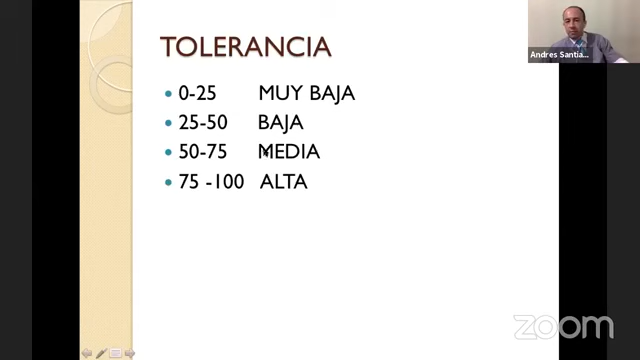 TOLERANCIA
• 0-25 MUY BAJA
• 25-50 BAJA
• 50-75 MEDIA
• 75 -100 ALTA
Andres Santia...
zoom